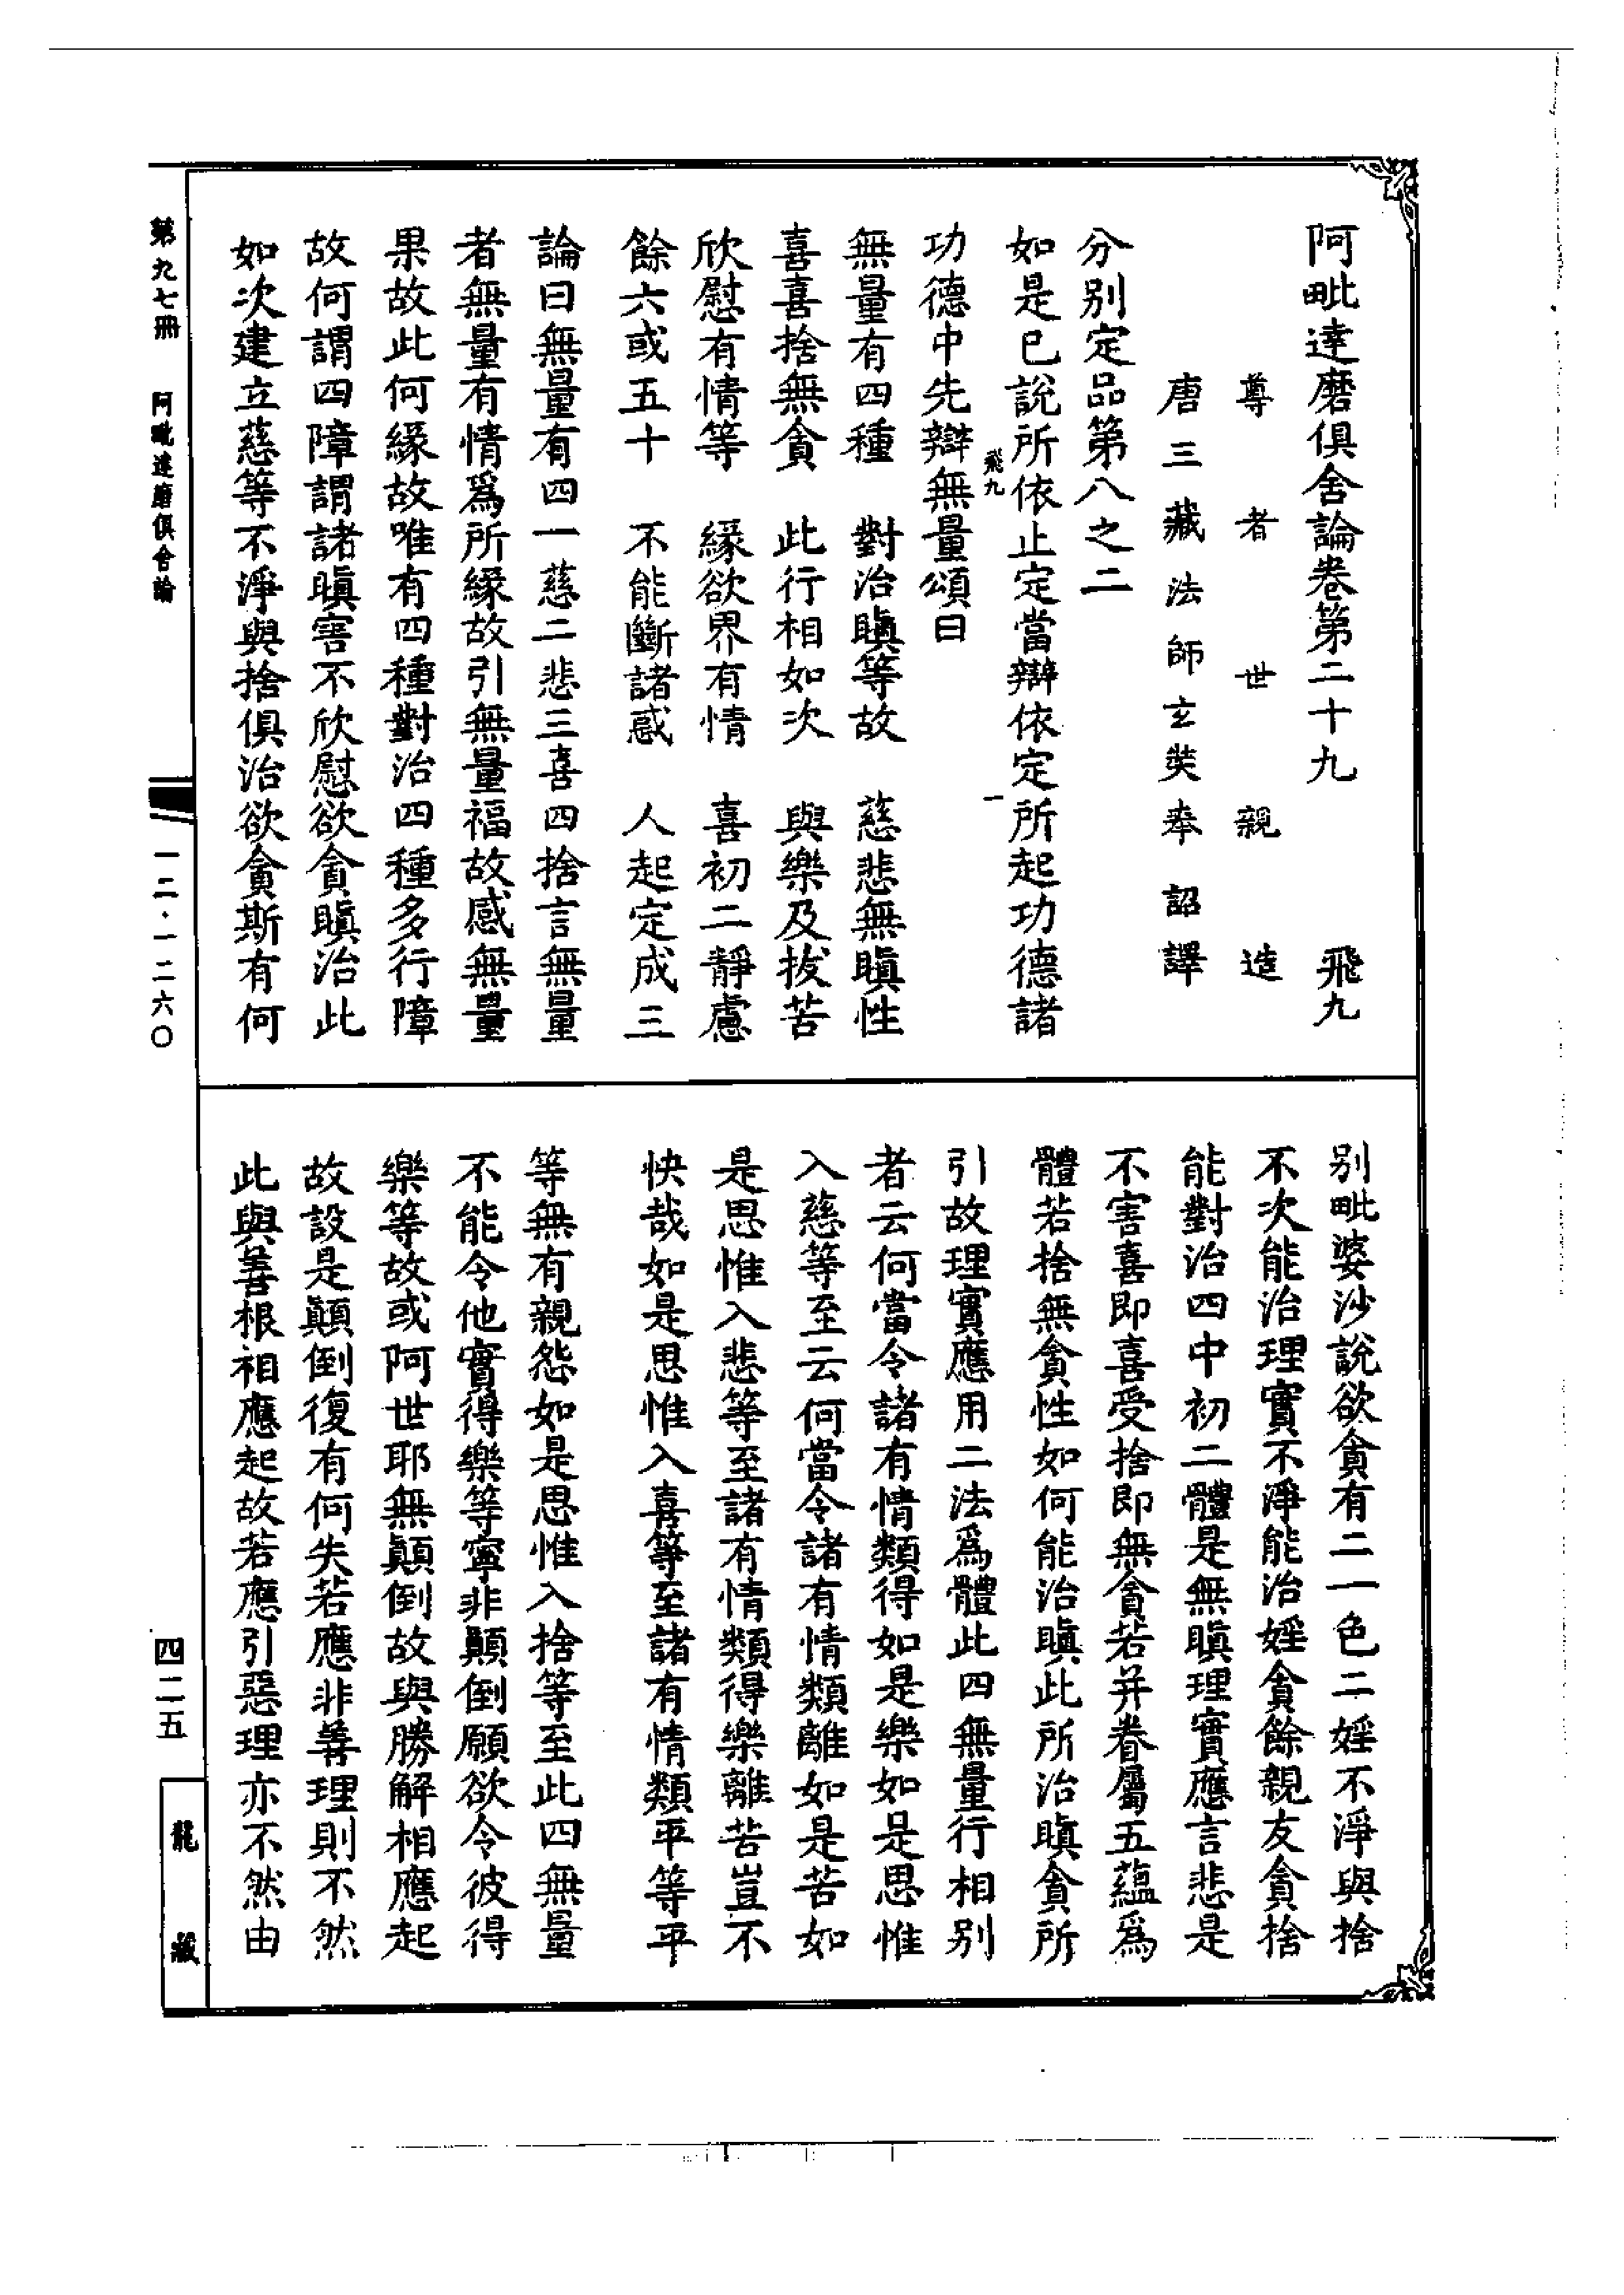 阿毗達磨俱舍論卷第二十九　飛九
尊者世親造
唐三藏法師玄奘奉詔譯
分別定品第八之二
如是已說所依止定當辯依定所起功德諸
飛九　一
功德中先辯無量頌曰
無量有四種　對治瞋等故　慈悲無瞋性
喜喜捨無貪　此行相如次　與樂及拔苦
欣慰有情等　緣欲界有情　喜初二靜慮
餘六或五十　不能斷諸惑　人起定成三
論曰無量有四一慈二悲三喜四捨言無量
者無量有情爲所緣故引無量福故感無量
果故此何緣故唯有四種對治四種多行障
故何謂四障謂諸瞋害不欣慰欲貪瞋治此
如次建立慈等不淨與捨俱治欲貪斯有何
別毗婆沙說欲貪有二一色二婬不淨與捨
不次能治理實不淨能治婬貪餘親友貪捨
能對治四中初二體是無瞋理實應言悲是
不害喜即喜受捨即無貪若并眷屬五蘊爲
體若捨無貪性如何能治瞋此所治瞋貪所
引故理實應用二法爲體此四無量行相別
者云何當令諸有情類得如是樂如是思惟
入慈等至云何當令諸有情類離如是苦如
是思惟入悲等至諸有情類得樂離苦豈不
快哉如是思惟入喜等至諸有情類平等平
等無有親怨如是思惟入捨等至此四無量
不能令他實得樂等寧非顛倒願欲令彼得
樂等故或阿世耶無顛倒故與勝解相應起
故設是顛倒復有何失若應非善理則不然
此與善根相應起故若應引惡理亦不然由
第九七冊　阿毗達磨俱舍論　一二·一二六〇
四二五
龍藏